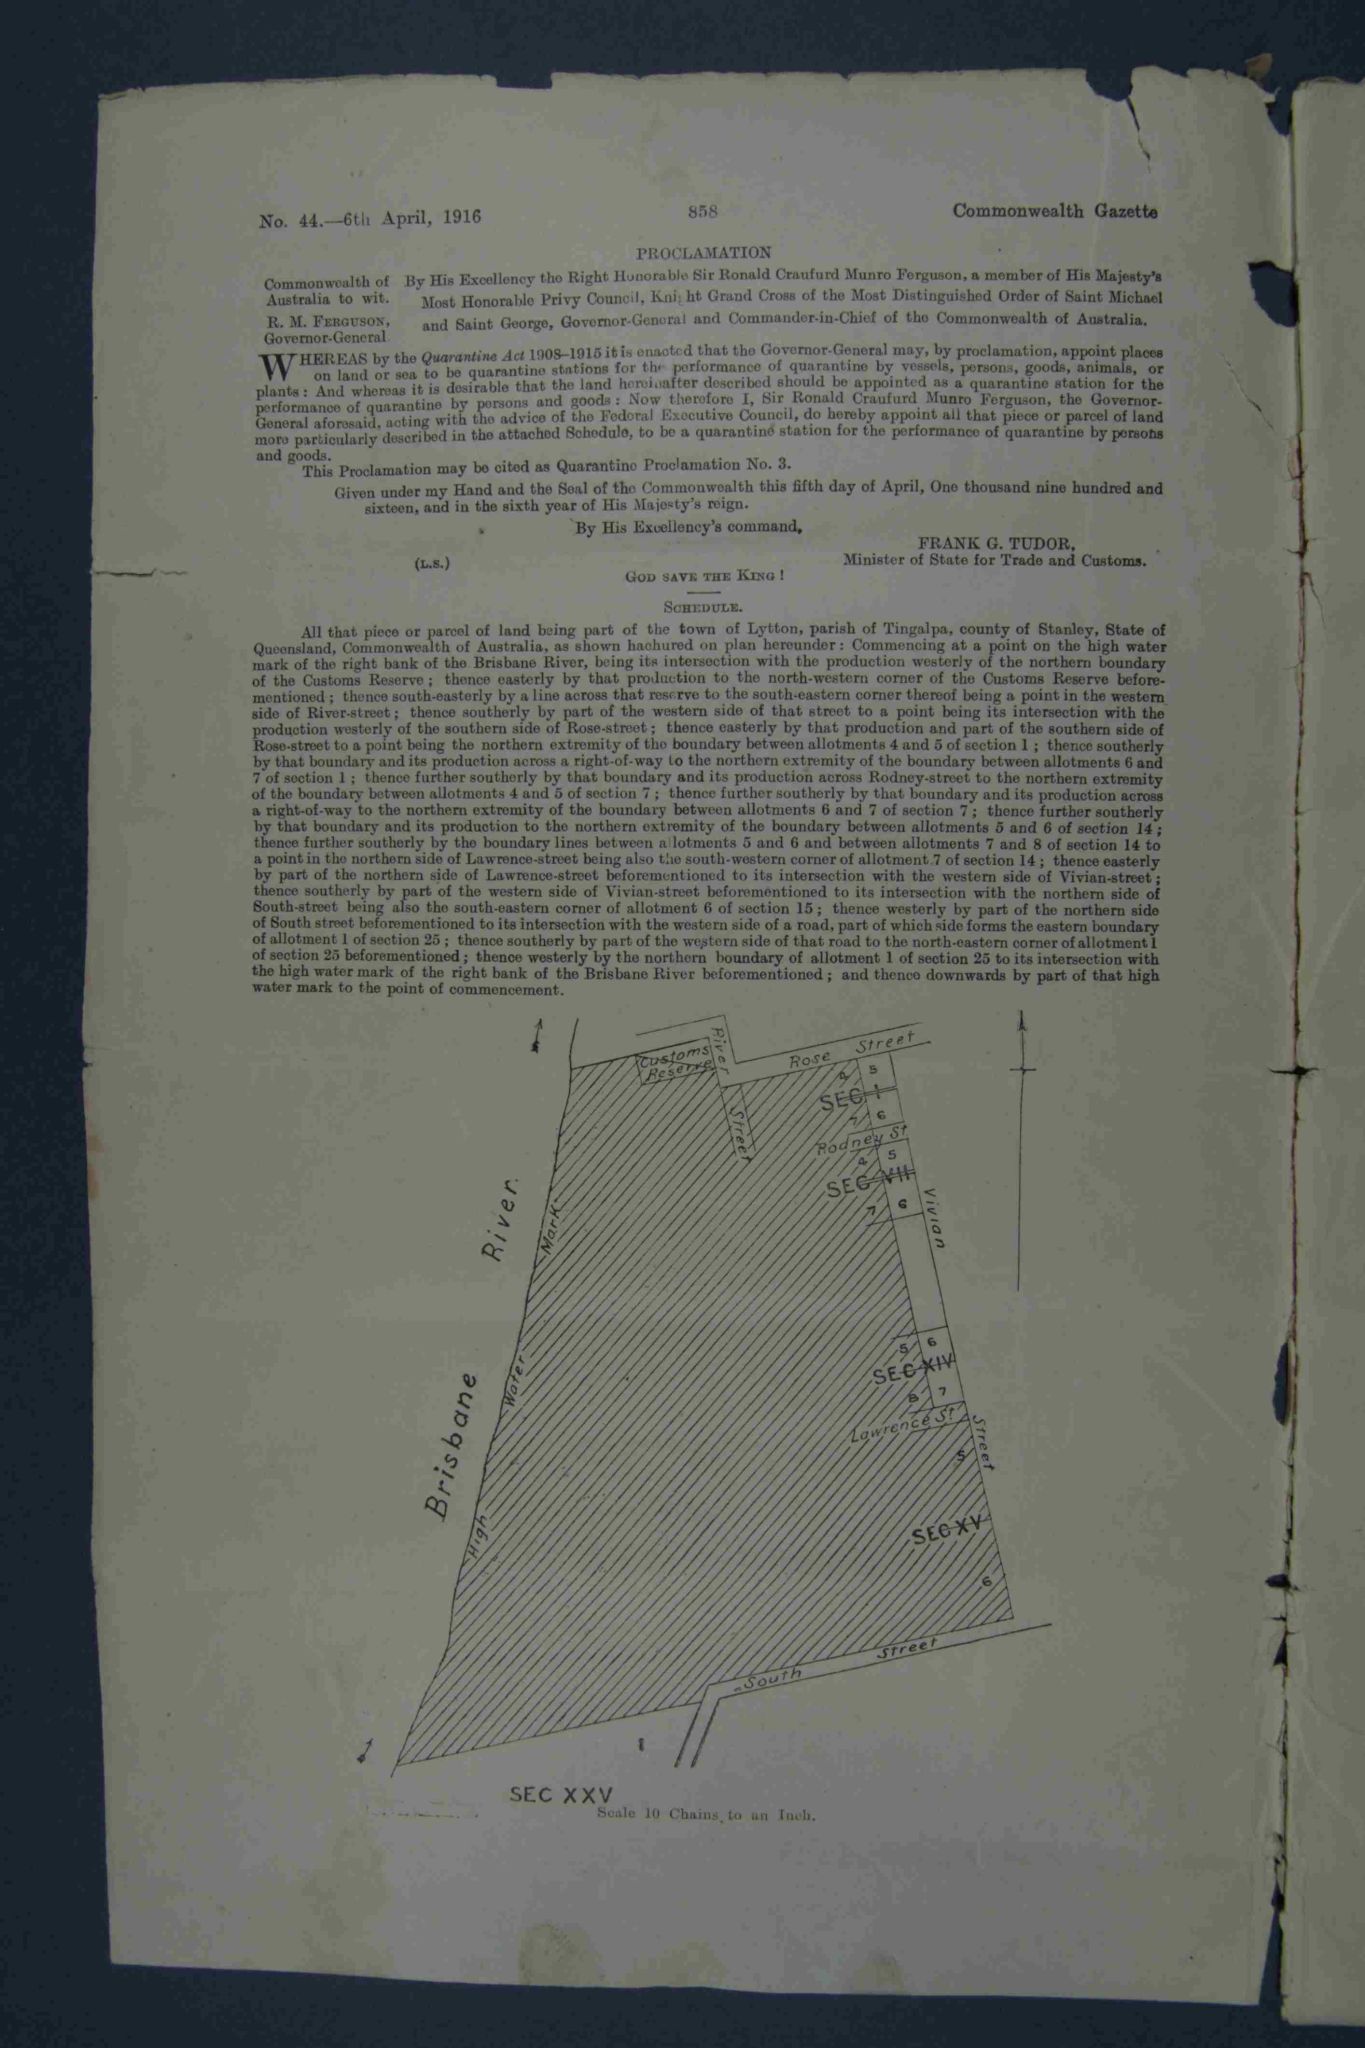 No. 44.—6th April, 1916
858
Commonwealth Gazette
PROCLAMATION
Commonwealth of
Australia to wit.
R. M. FERGUSON,
Governor-General
By His Excellency the Right Honorable Sir Ronald Craufurd Munro Ferguson, a member of His Majesty's
Most Honorable Privy Council, Knight Grand Cross of the Most Distinguished Order of Saint Michael
and Saint George, Governor-General and Commander-in-Chief of the Commonwealth of Australia.
WHEREAS by the Quarantine Act 1908–1915 it is enacted that the Governor-General may, by proclamation, appoint places
on land or sea to be quarantine stations for the performance of quarantine by vessels, persons, goods, animals, or
plants : And whereas it is desirable that the land hereinafter described should be appointed as a quarantine station for the
performance of quarantine by persons and goods : Now therefore I, Sir Ronald Craufurd Munro Ferguson, the Governor-
General aforesaid, acting with the advice of the Federal Executive Council, do hereby appoint all that piece or parcel of land
more particularly described in the attached Schedule, to be a quarantine station for the performance of quarantine by persons
and goods.
This Proclamation may be cited as Quarantine Proclamation No. 3.
Given under my Hand and the Seal of the Commonwealth this fifth day of April, One thousand nine hundred and
sixteen, and in the sixth year of His Majesty's reign.
By His Excellency's command,
FRANK G. TUDOR,
Minister of State for Trade and Customs.
(L.S.)
GOD SAVE THE KING !
SCHEDULE.
All that piece or parcel of land being part of the town of Lytton, parish of Tingalpa, county of Stanley, State of
Queensland, Commonwealth of Australia, as shown hachured on plan hereunder : Commencing at a point on the high water
mark of the right bank of the Brisbane River, being its intersection with the production westerly of the northern boundary
of the Customs Reserve ; thence easterly by that production to the north-western corner of the Customs Reserve before-
mentioned ; thence south-easterly by a line across that reserve to the south-eastern corner thereof being a point in the western
side of River-street ; thence southerly by part of the western side of that street to a point being its intersection with the
production westerly of the southern side of Rose-street ; thence easterly by that production and part of the southern side of
Rose-street to a point being the northern extremity of the boundary between allotments 4 and 5 of section 1 ; thence southerly
by that boundary and its production across a right-of-way to the northern extremity of the boundary between allotments 6 and
7 of section 1 ; thence further southerly by that boundary and its production across Rodney-street to the northern extremity
of the boundary between allotments 4 and 5 of section 7 ; thence further southerly by that boundary and its production across
a right-of-way to the northern extremity of the boundary between allotments 6 and 7 of section 7 ; thence further southerly
by that boundary and its production to the northern extremity of the boundary between allotments 5 and 6 of section 14 ;
thence further southerly by the boundary lines between allotments 5 and 6 and between allotments 7 and 8 of section 14 to
a point in the northern side of Lawrence-street being also the south-western corner of allotment 7 of section 14 ; thence easterly
by part of the northern side of Lawrence-street beforementioned to its intersection with the western side of Vivian-street ;
thence southerly by part of the western side of Vivian-street beforementioned to its intersection with the northern side of
South-street being also the south-eastern corner of allotment 6 of section 15 ; thence westerly by part of the northern side
of South street beforementioned to its intersection with the western side of a road, part of which side forms the eastern boundary
of allotment 1 of section 25 ; thence southerly by part of the western side of that road to the north-eastern corner of allotment 1
of section 25 beforementioned ; thence westerly by the northern boundary of allotment 1 of section 25 to its intersection with
the high water mark of the right bank of the Brisbane River beforementioned ; and thence downwards by part of that high
water mark to the point of commencement.
Customs
Reserve
River
Street
Rose Street
4 5
SEC 1
7 6
Rodney St
4 5
SEC VII
7 6
Vivian
Street
5 6
SEC XIV
8 7
Lawrence St
5
SEC XV
6
Brisbane River
High Water Mark
South Street
1
SEC XXV
Scale 10 Chains to an Inch.